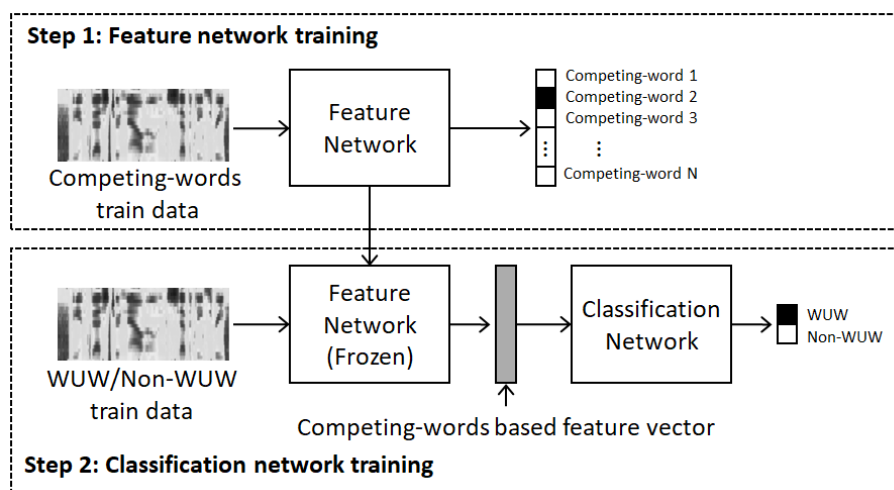 Step 1: Feature network training
Competing-words
train data
Feature
Network
Competing-word 1
Competing-word 2
Competing-word 3
⋮ ⋮
Competing-word N
WUW/Non-WUW
train data
Feature
Network
(Frozen)
Classification
Network
WUW
Non-WUW
Competing-words based feature vector
Step 2: Classification network training